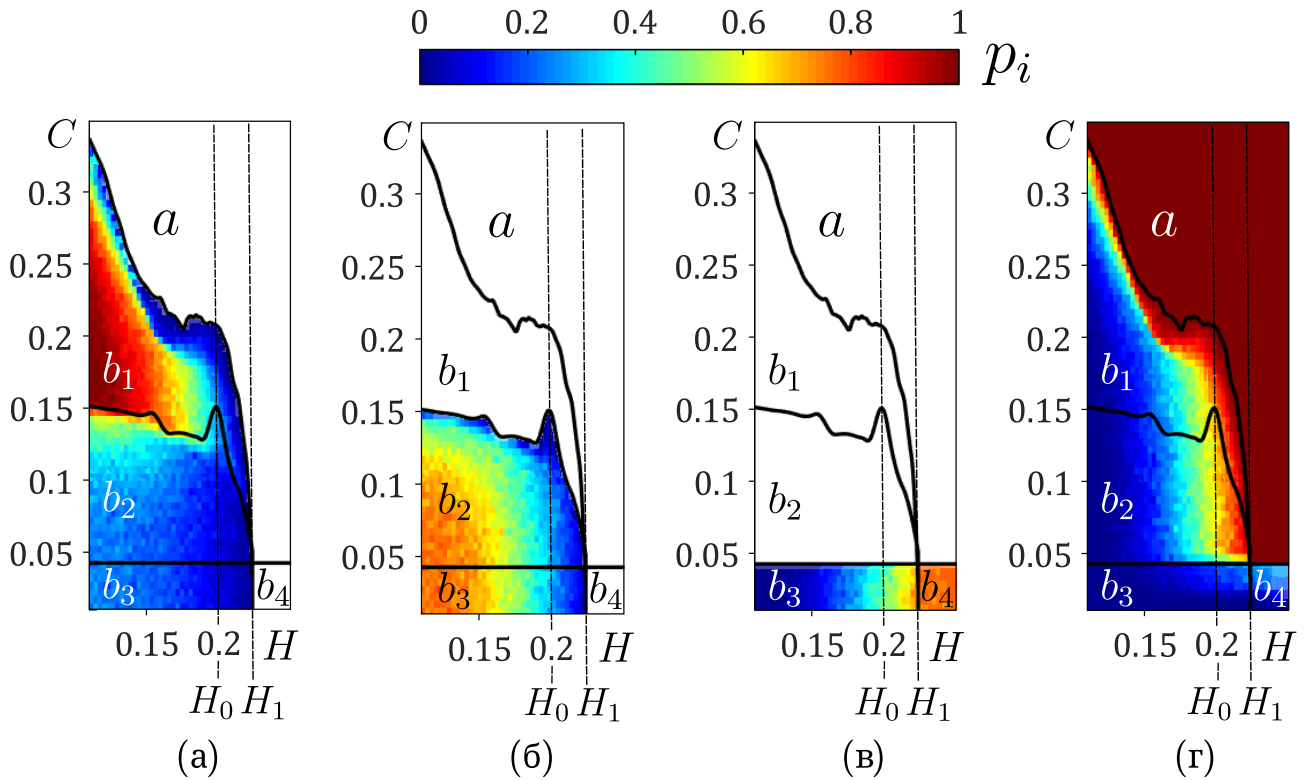 0 0.2 0.4 0.6 0.8 1
p_i
C C C C
0.3 0.3 0.3 0.3
a a a a
0.25 0.25 0.25 0.25
0.2 0.2 0.2 0.2
b_1 b_1 b_1 b_1
0.15 0.15 0.15 0.15
b_2 b_2 b_2 b_2
0.1 0.1 0.1 0.1
0.05 0.05 0.05 0.05
b_3 b_4 b_3 b_4 b_3 b_4 b_3 b_4
0.15 0.2 H 0.15 0.2 H 0.15 0.2 H 0.15 0.2 H
H_0 H_1 H_0 H_1 H_0 H_1 H_0 H_1
(а) (б) (в) (г)